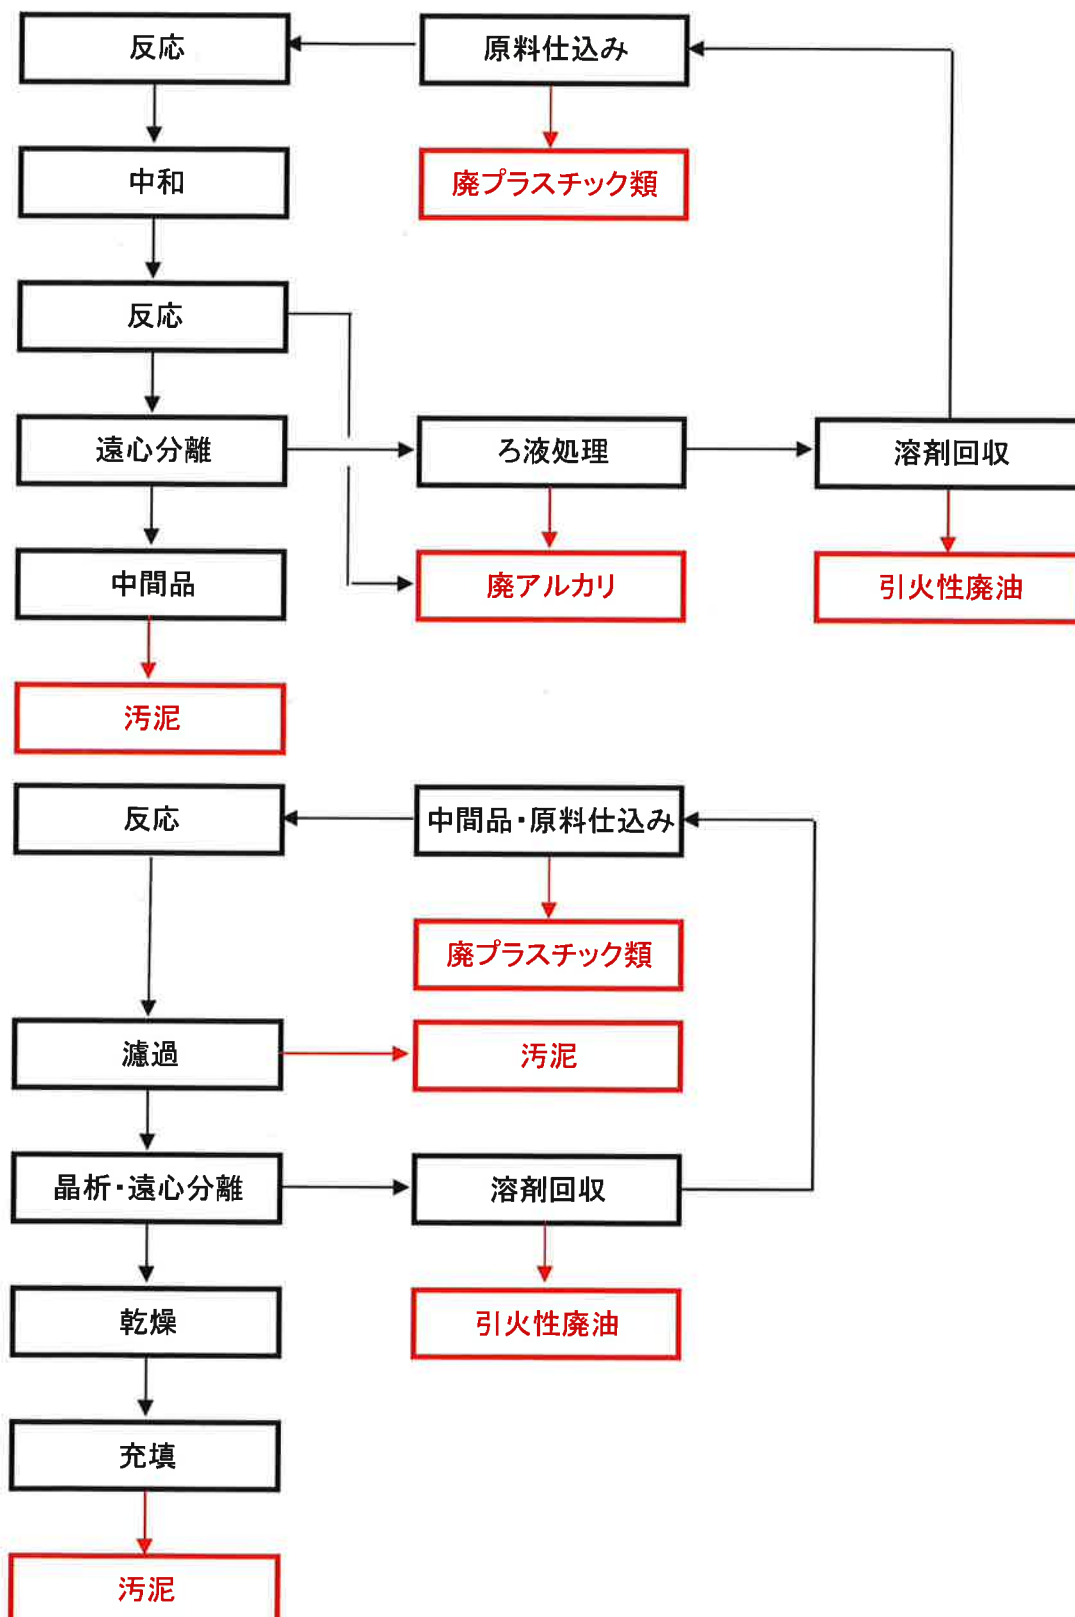 反応
原料仕込み
中和
廃プラスチック類
反応
遠心分離
ろ液処理
溶剤回収
中間品
廃アルカリ
引火性廃油
汚泥
反応
中間品・原料仕込み
廃プラスチック類
濾過
汚泥
晶析・遠心分離
溶剤回収
乾燥
引火性廃油
充填
汚泥